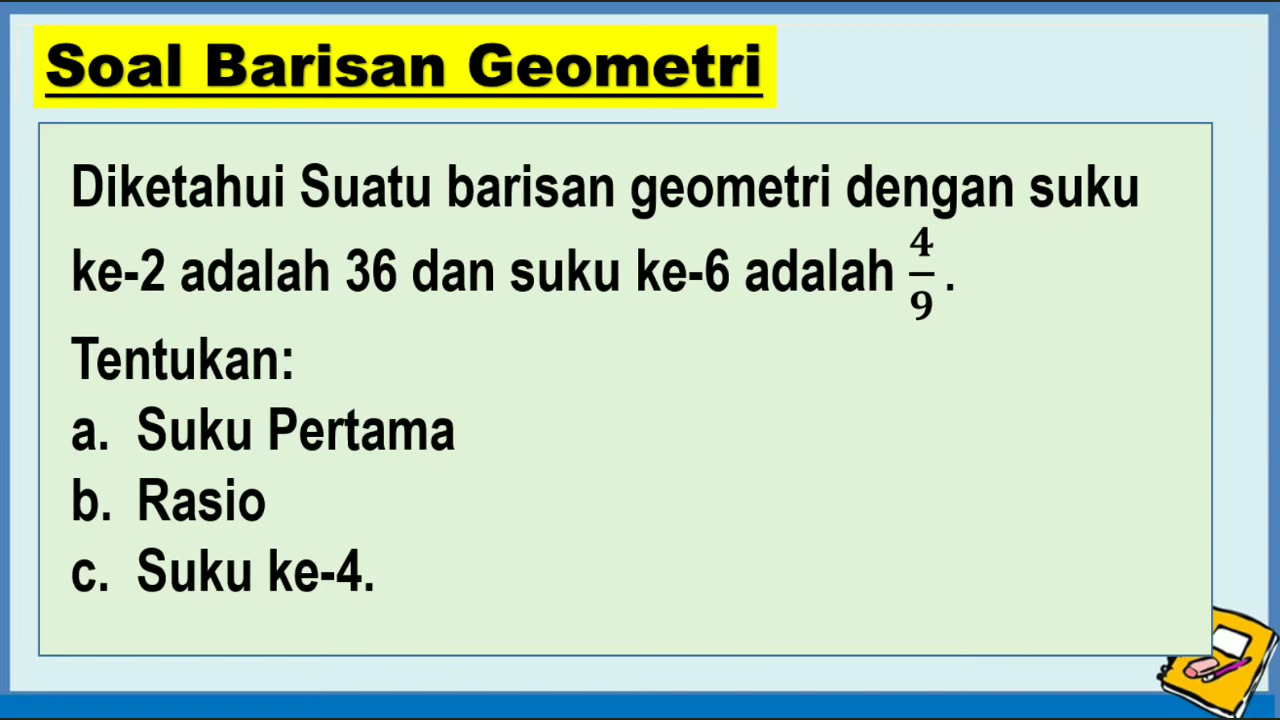 Soal Barisan Geometri
Diketahui Suatu barisan geometri dengan suku
ke-2 adalah 36 dan suku ke-6 adalah 4/9 .
Tentukan:
a. Suku Pertama
b. Rasio
c. Suku ke-4.